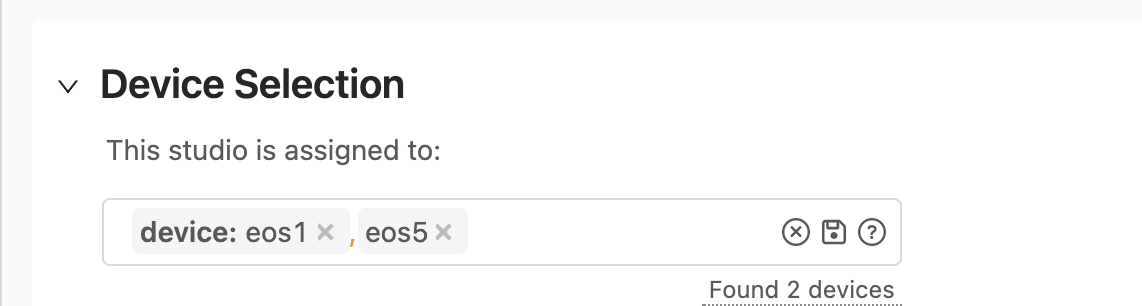 Device Selection
This studio is assigned to:
device: eos1 × , eos5 ×
Found 2 devices